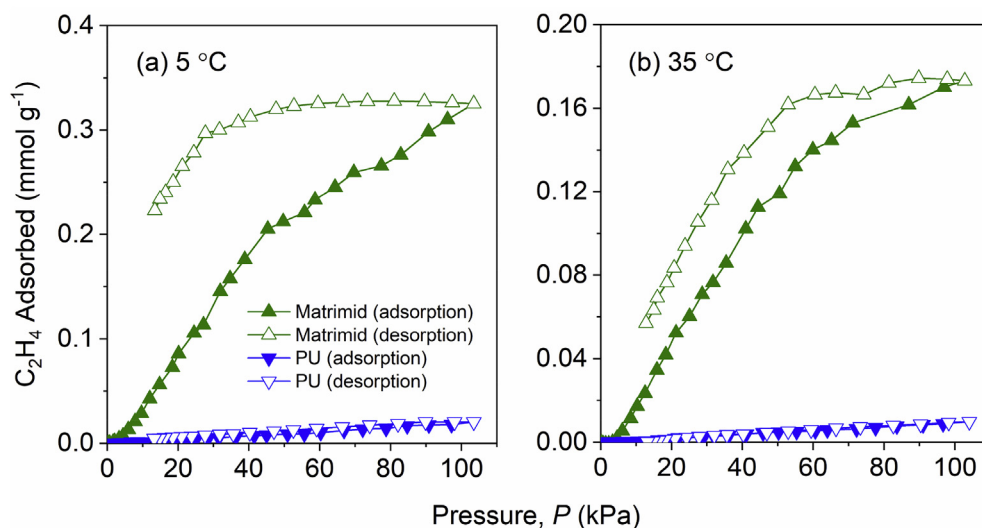 (a) 5 °C
(b) 35 °C
C₂H₄ Adsorbed (mmol g⁻¹)
0.4
0.3
0.2
0.1
0.0
0 20 40 60 80 100
Matrimid (adsorption)
Matrimid (desorption)
PU (adsorption)
PU (desorption)
0.20
0.16
0.12
0.08
0.04
0.00
0 20 40 60 80 100
Pressure, P (kPa)